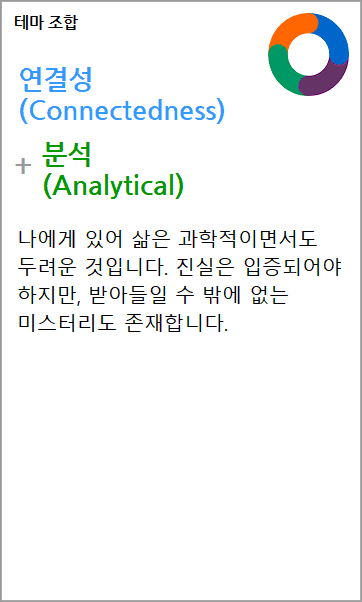 테마 조합
연결성
(Connectedness)
+ 분석
(Analytical)
나에게 있어 삶은 과학적이면서도
두려운 것입니다. 진실은 입증되어야
하지만, 받아들일 수 밖에 없는
미스터리도 존재합니다.